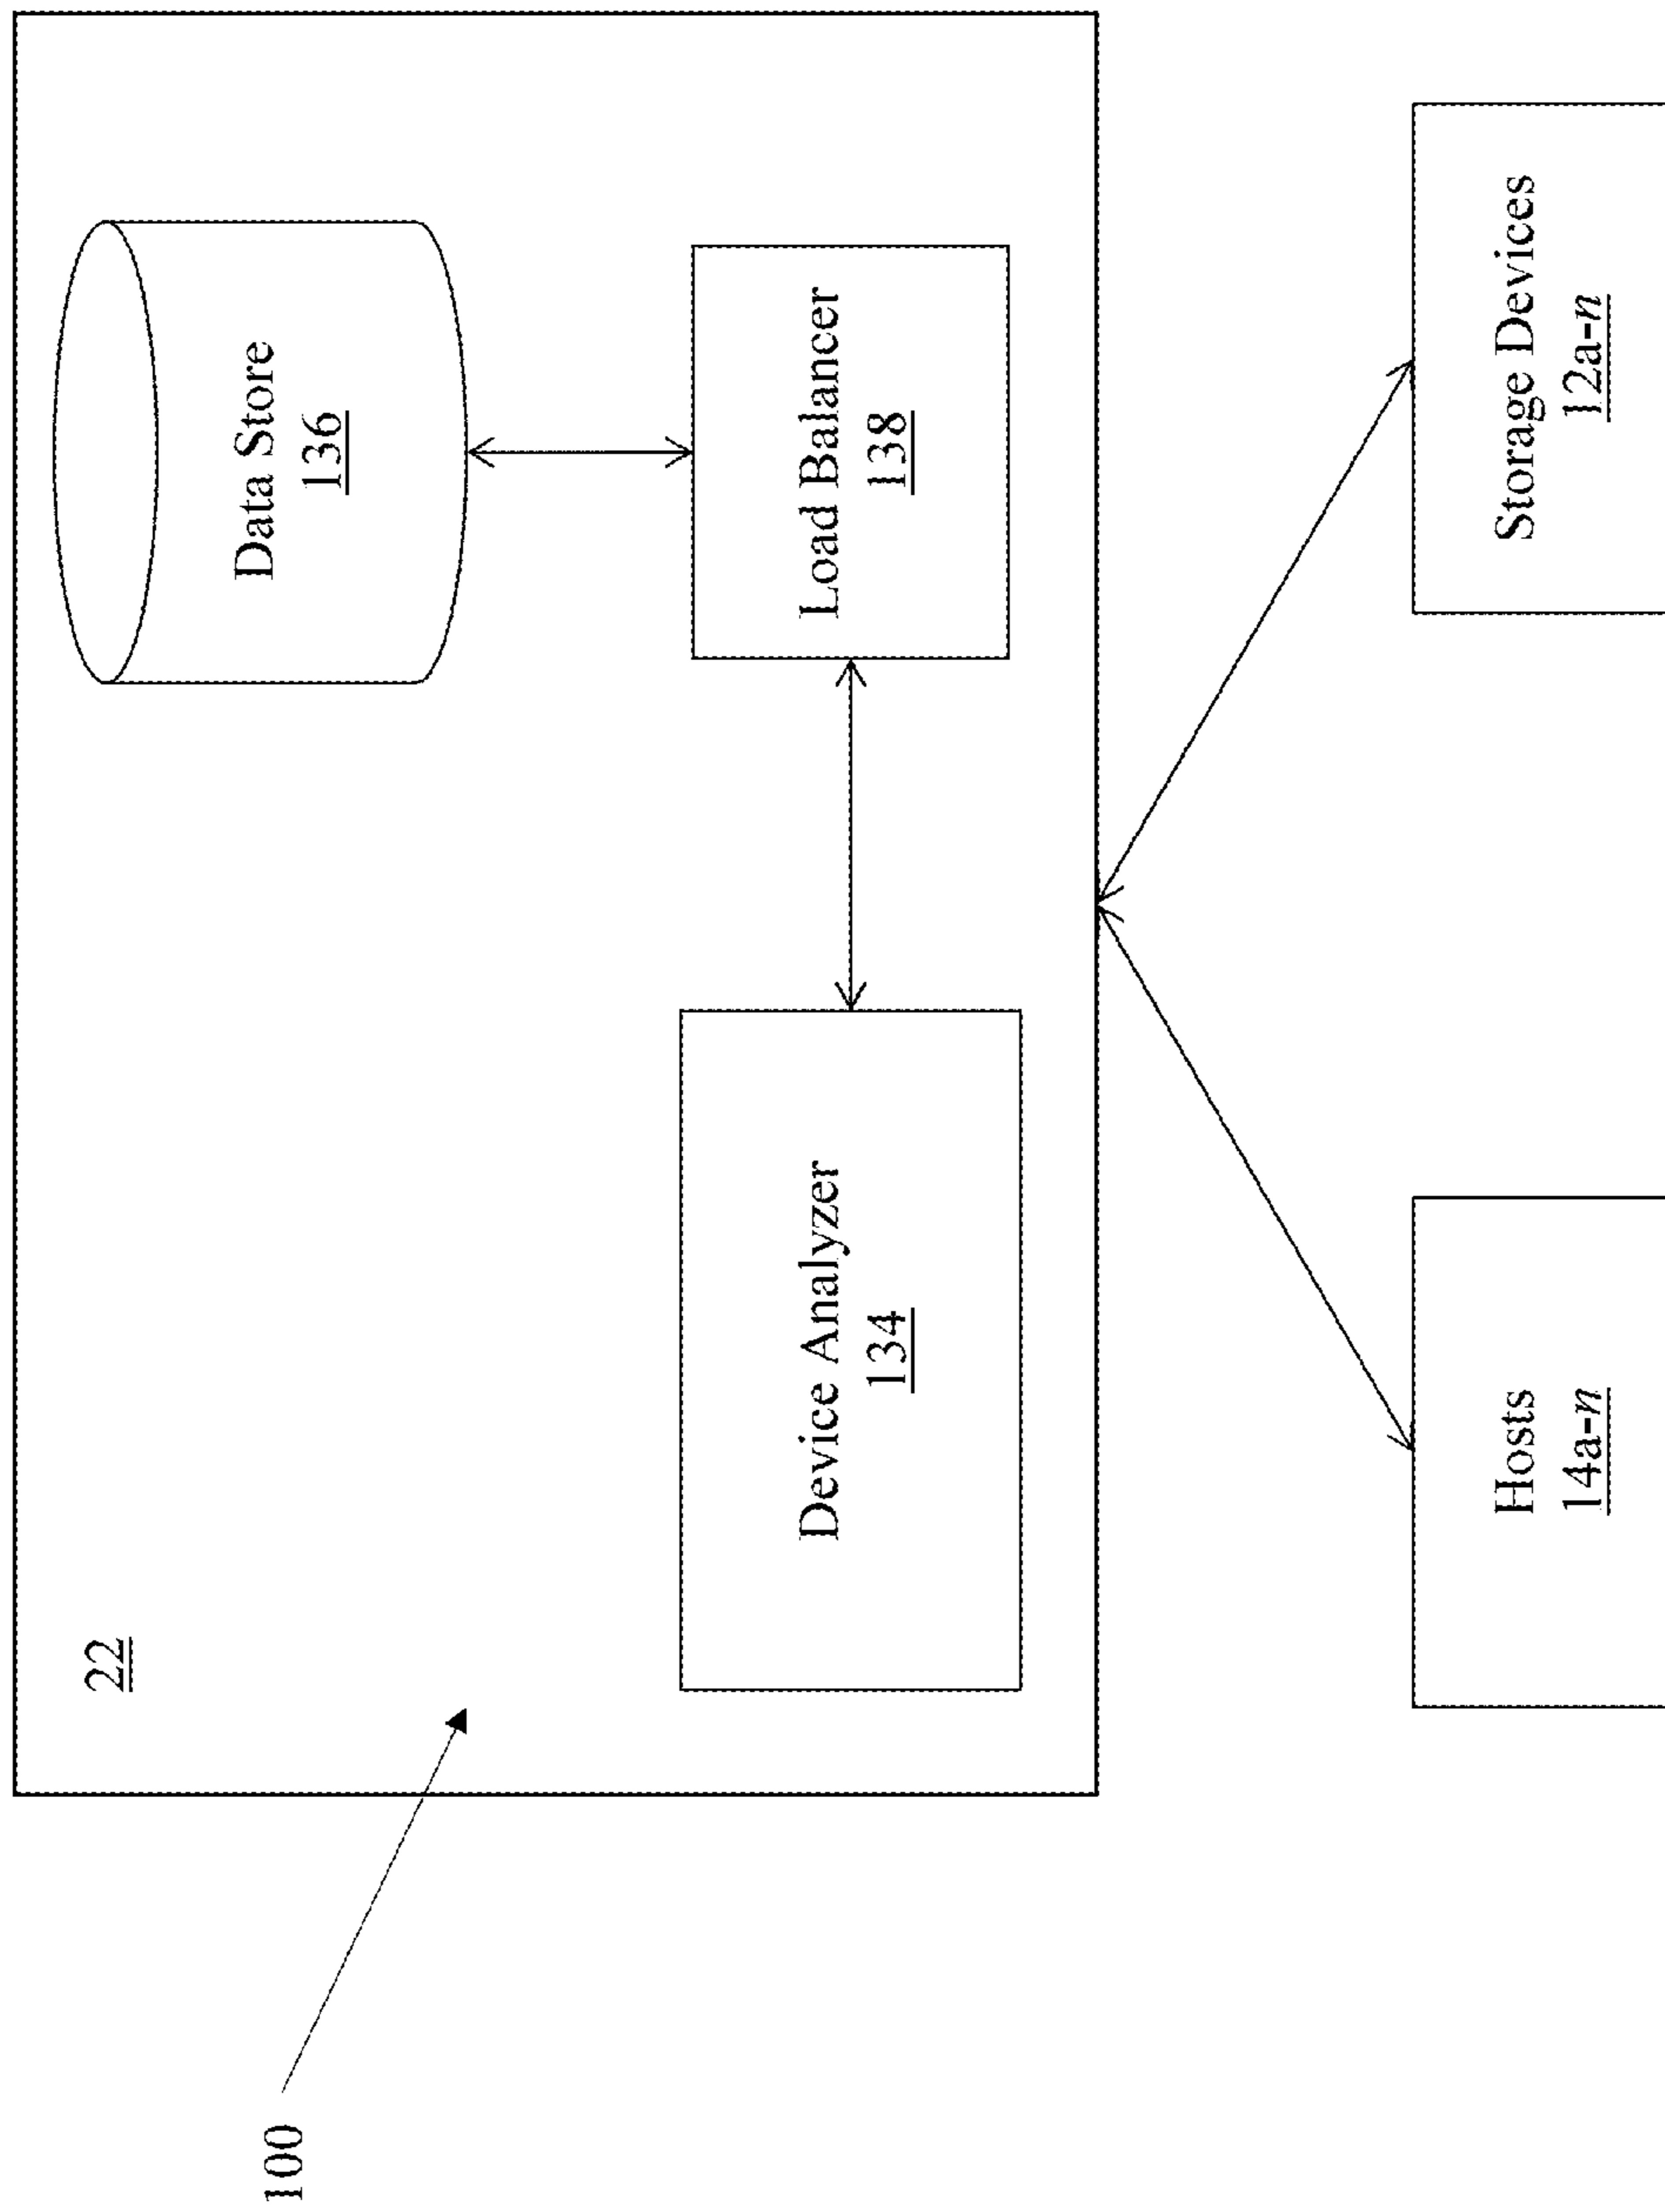 100
22
Data Store
136
Device Analyzer
134
Load Balancer
138
Hosts
14a-n
Storage Devices
12a-n